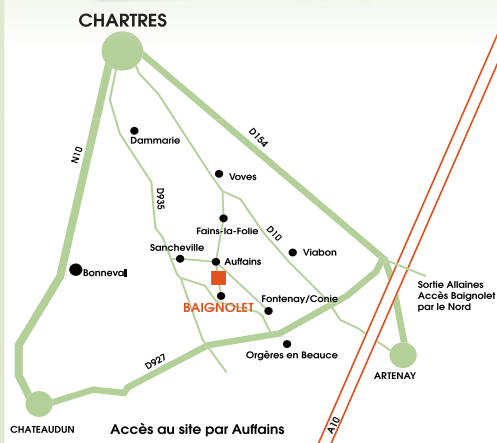 CHARTRES
Dammarie
D154
N10
Voves
D935
Fains-la-Folie
D10
Sancheville
Viabon
Auffains
Bonneval
Sortie Allaines
Accès Baignolet
par le Nord
BAIGNOLET
Fontenay/Conie
Orgères en Beauce
D927
ARTENAY
CHATEAUDUN
Accès au site par Auffains
A10